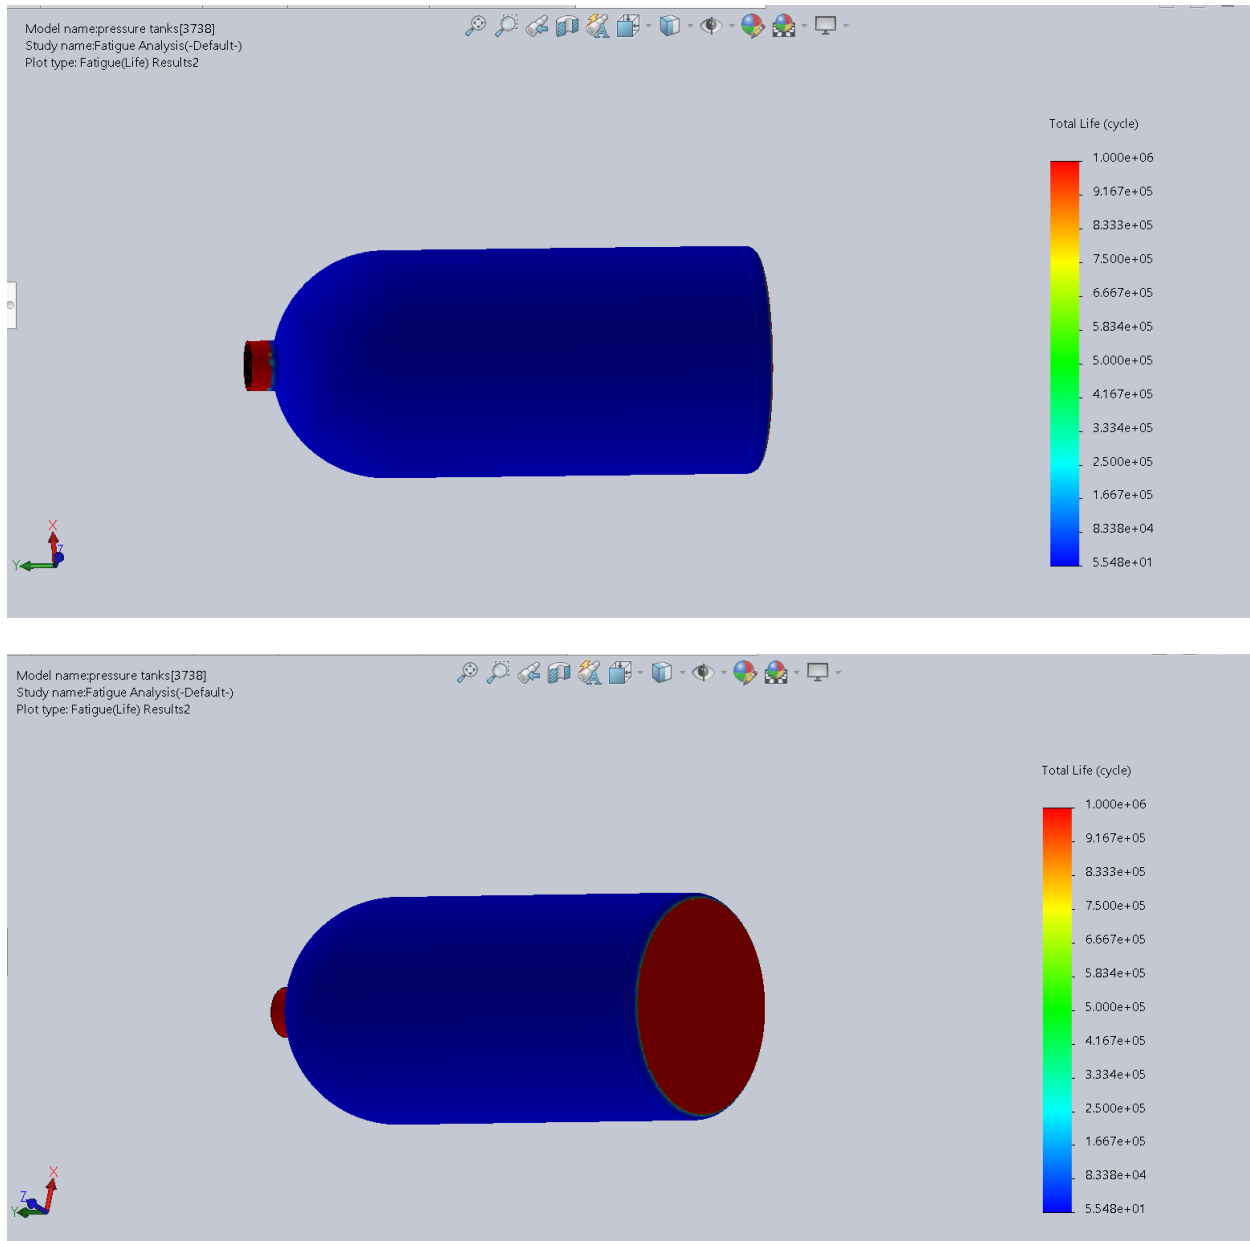 Model name:pressure tanks[3738]
Study name:Fatigue Analysis(-Default-)
Plot type: Fatigue(Life) Results2
Total Life (cycle)
1.000e+06
9.167e+05
8.333e+05
7.500e+05
6.667e+05
5.834e+05
5.000e+05
4.167e+05
3.334e+05
2.500e+05
1.667e+05
8.338e+04
5.548e+01
X
Z
Y
Model name:pressure tanks[3738]
Study name:Fatigue Analysis(-Default-)
Plot type: Fatigue(Life) Results2
Total Life (cycle)
1.000e+06
9.167e+05
8.333e+05
7.500e+05
6.667e+05
5.834e+05
5.000e+05
4.167e+05
3.334e+05
2.500e+05
1.667e+05
8.338e+04
5.548e+01
X
Z
Y